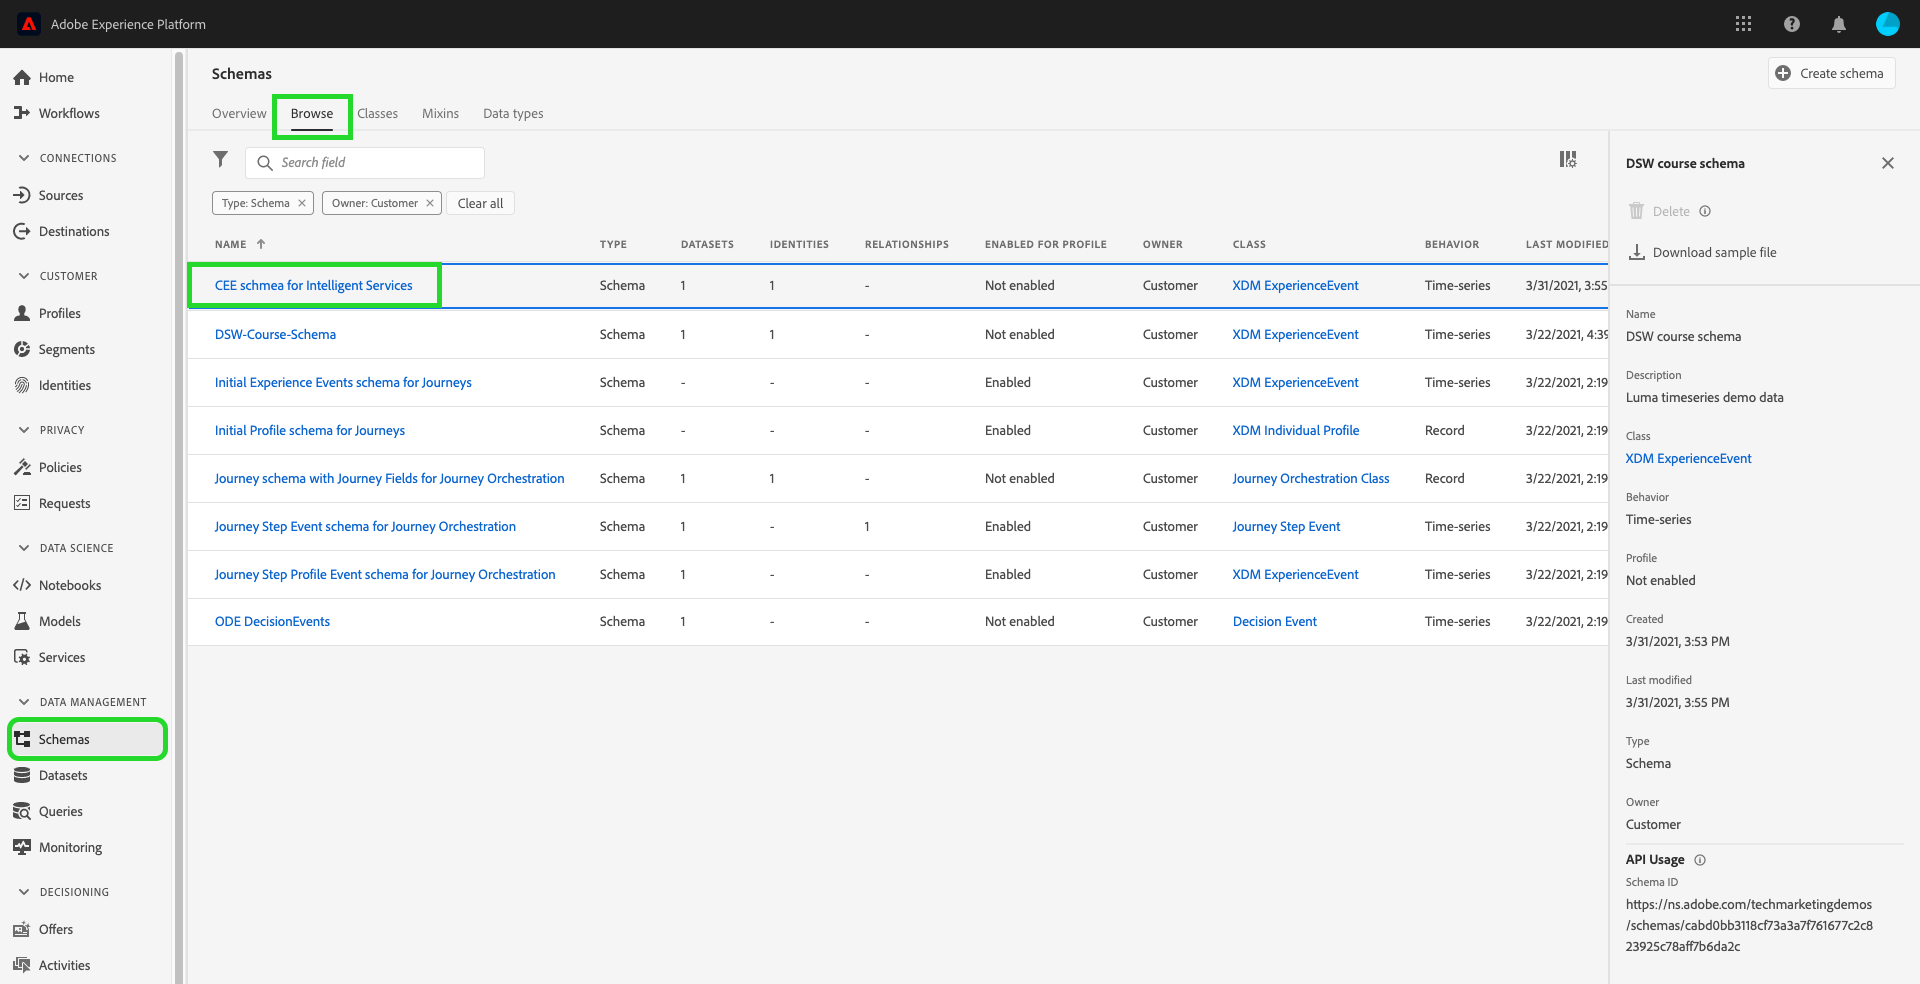 Adobe Experience Platform
Home
Workflows
CONNECTIONS
Sources
Destinations
CUSTOMER
Profiles
Segments
Identities
PRIVACY
Policies
Requests
DATA SCIENCE
Notebooks
Models
Services
DATA MANAGEMENT
Schemas
Datasets
Queries
Monitoring
DECISIONING
Offers
Activities
Schemas
Create schema
Overview Browse Classes Mixins Data types
Search field
Type: Schema × Owner: Customer × Clear all
NAME ↑ TYPE DATASETS IDENTITIES RELATIONSHIPS ENABLED FOR PROFILE OWNER CLASS BEHAVIOR LAST MODIFIED
CEE schmea for Intelligent Services Schema 1 1 - Not enabled Customer XDM ExperienceEvent Time-series 3/31/2021, 3:55
DSW-Course-Schema Schema 1 1 - Not enabled Customer XDM ExperienceEvent Time-series 3/22/2021, 4:39
Initial Experience Events schema for Journeys Schema - - - Enabled Customer XDM ExperienceEvent Time-series 3/22/2021, 2:19
Initial Profile schema for Journeys Schema - - - Enabled Customer XDM Individual Profile Record 3/22/2021, 2:19
Journey schema with Journey Fields for Journey Orchestration Schema 1 1 - Not enabled Customer Journey Orchestration Class Record 3/22/2021, 2:19
Journey Step Event schema for Journey Orchestration Schema 1 - 1 Enabled Customer Journey Step Event Time-series 3/22/2021, 2:19
Journey Step Profile Event schema for Journey Orchestration Schema 1 - - Enabled Customer XDM ExperienceEvent Time-series 3/22/2021, 2:19
ODE DecisionEvents Schema 1 - - Not enabled Customer Decision Event Time-series 3/22/2021, 2:19
DSW course schema
Delete
Download sample file
Name
DSW course schema
Description
Luma timeseries demo data
Class
XDM ExperienceEvent
Behavior
Time-series
Profile
Not enabled
Created
3/31/2021, 3:53 PM
Last modified
3/31/2021, 3:55 PM
Type
Schema
Owner
Customer
API Usage
Schema ID
https://ns.adobe.com/techmarketingdemos
/schemas/cabd0bb3118cf73a3a7f761677c2c8
23925c78aff7b6da2c